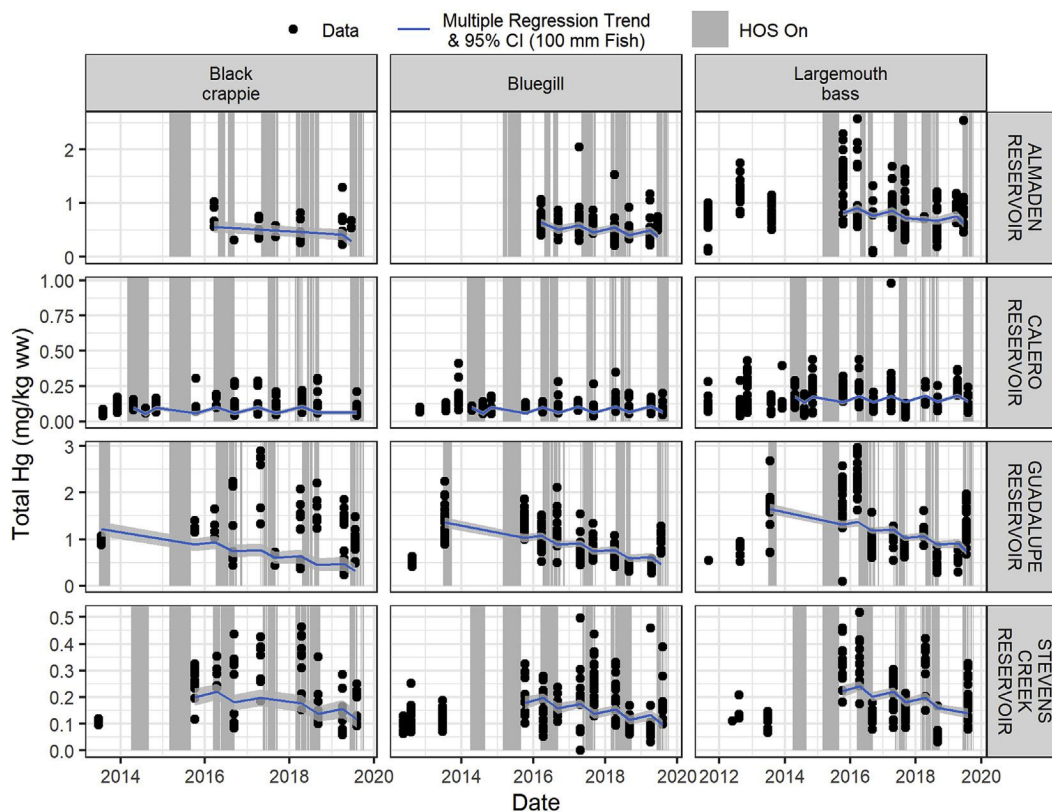 Data
Multiple Regression Trend
& 95% CI (100 mm Fish)
HOS On
Black
crappie
Bluegill
Largemouth
bass
2
1
0
ALMADEN
RESERVOIR
1.00
0.75
0.50
0.25
0.00
CALERO
RESERVOIR
3
2
1
0
GUADALUPE
RESERVOIR
0.5
0.4
0.3
0.2
0.1
0.0
STEVENS
CREEK
RESERVOIR
Total Hg (mg/kg ww)
2014 2016 2018 2020
2014 2016 2018 2020
2012 2014 2016 2018 2020
Date